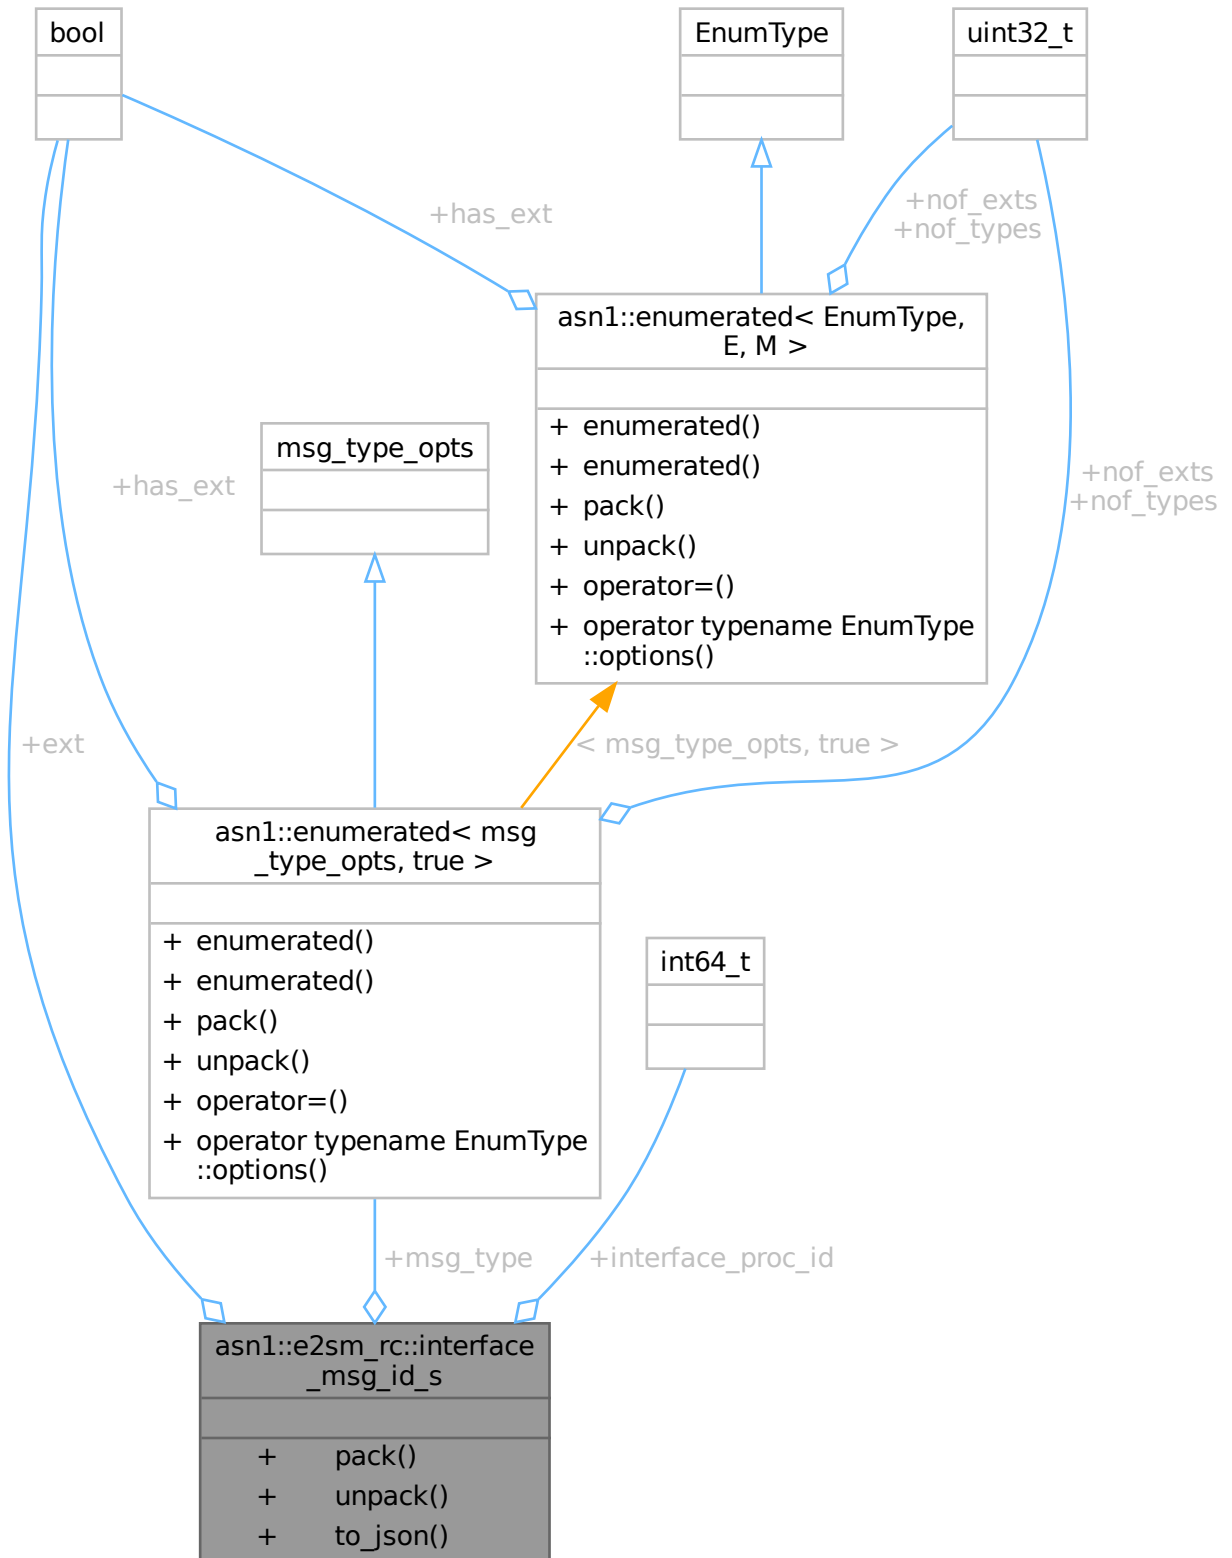 bool
EnumType
uint32_t
+has_ext
+nof_exts
+nof_types
asn1::enumerated< EnumType,
E, M >
+ enumerated()
+ enumerated()
+ pack()
+ unpack()
+ operator=()
+ operator typename EnumType
::options()
msg_type_opts
+has_ext
+nof_exts
+nof_types
+ext
< msg_type_opts, true >
asn1::enumerated< msg
_type_opts, true >
+ enumerated()
+ enumerated()
+ pack()
+ unpack()
+ operator=()
+ operator typename EnumType
::options()
int64_t
+msg_type
+interface_proc_id
asn1::e2sm_rc::interface
_msg_id_s
+ pack()
+ unpack()
+ to_json()